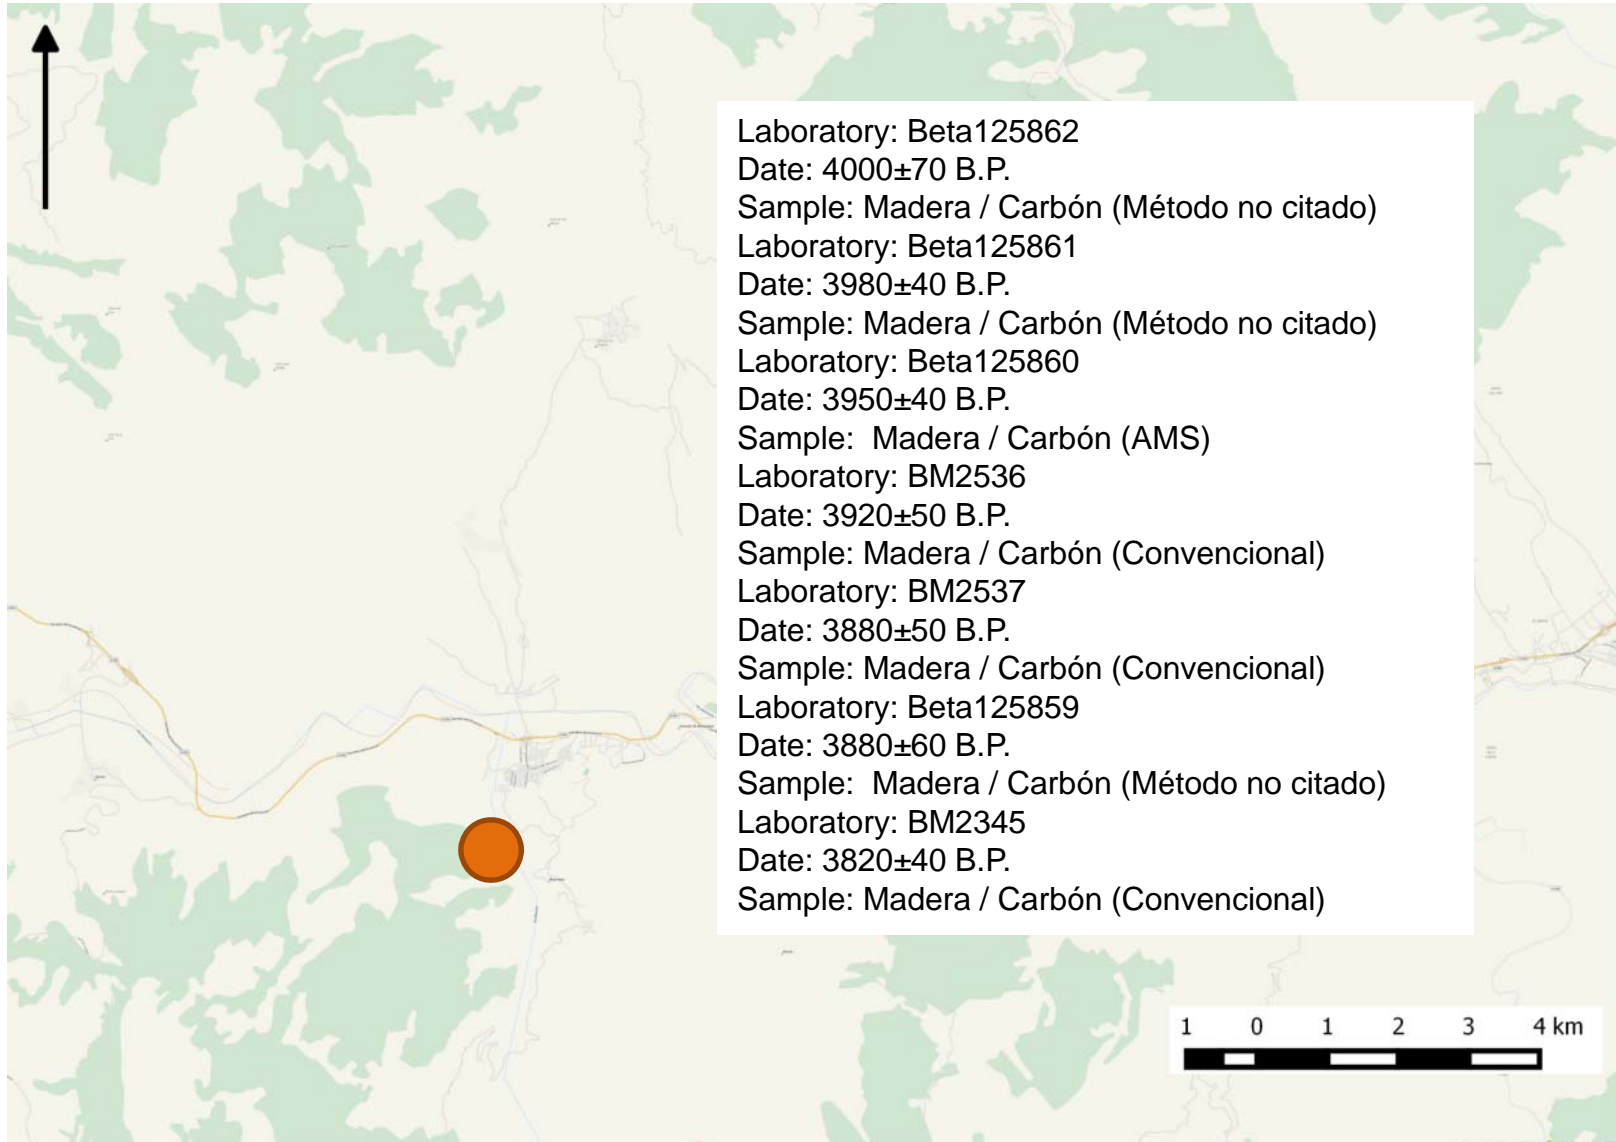 Laboratory: Beta125862
Date: 4000±70 B.P.
Sample: Madera / Carbón (Método no citado)
Laboratory: Beta125861
Date: 3980±40 B.P.
Sample: Madera / Carbón (Método no citado)
Laboratory: Beta125860
Date: 3950±40 B.P.
Sample:  Madera / Carbón (AMS)
Laboratory: BM2536
Date: 3920±50 B.P.
Sample: Madera / Carbón (Convencional)
Laboratory: BM2537
Date: 3880±50 B.P.
Sample: Madera / Carbón (Convencional)
Laboratory: Beta125859
Date: 3880±60 B.P.
Sample:  Madera / Carbón (Método no citado)
Laboratory: BM2345
Date: 3820±40 B.P.
Sample: Madera / Carbón (Convencional)
1 0 1 2 3 4 km